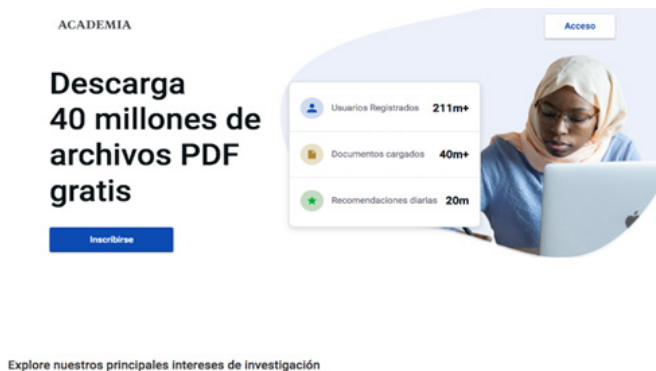 ACADEMIA
Acceso
Descarga
40 millones de
archivos PDF
gratis
Usuarios Registrados 211m+
Documentos cargados 40m+
Recomendaciones diarias 20m
Inscribirse
Explore nuestros principales intereses de investigación